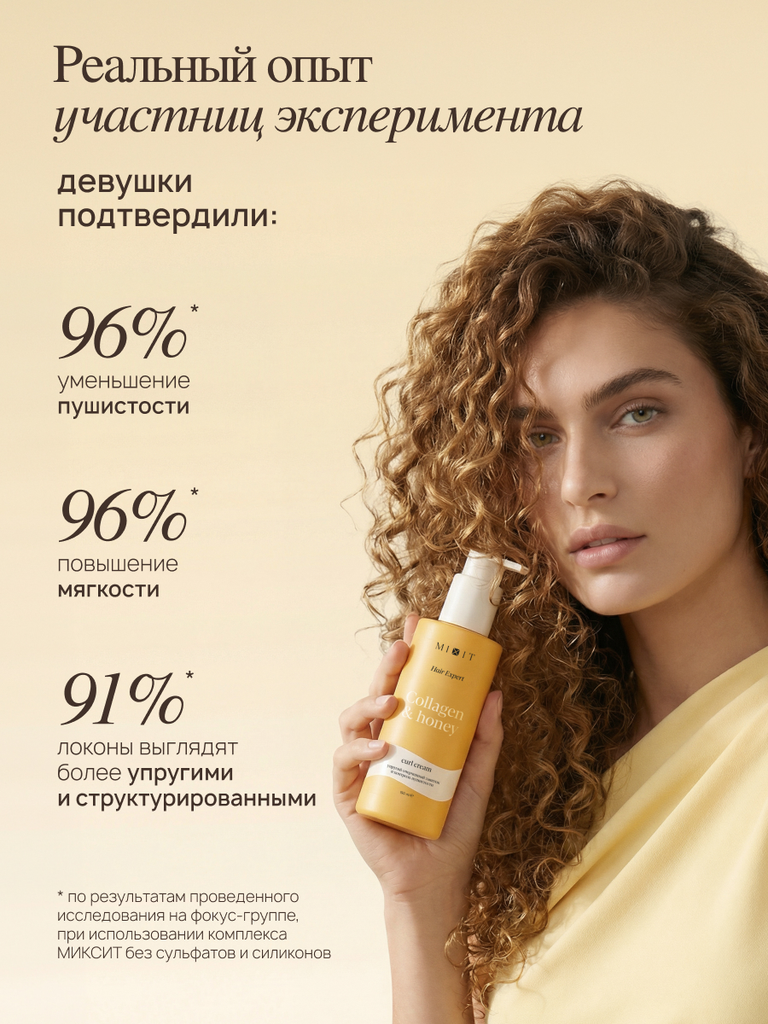 Реальный опыт
участниц эксперимента
девушки
подтвердили:
96%*
уменьшение
пушистости
96%*
повышение
мягкости
91%*
локоны выглядят
более упругими
и структурированными
* по результатам проведенного
исследования на фокус-группе,
при использовании комплекса
МИКСИТ без сульфатов и силиконов
MIXIT
Hair Expert
Collagen
& honey
curl cream